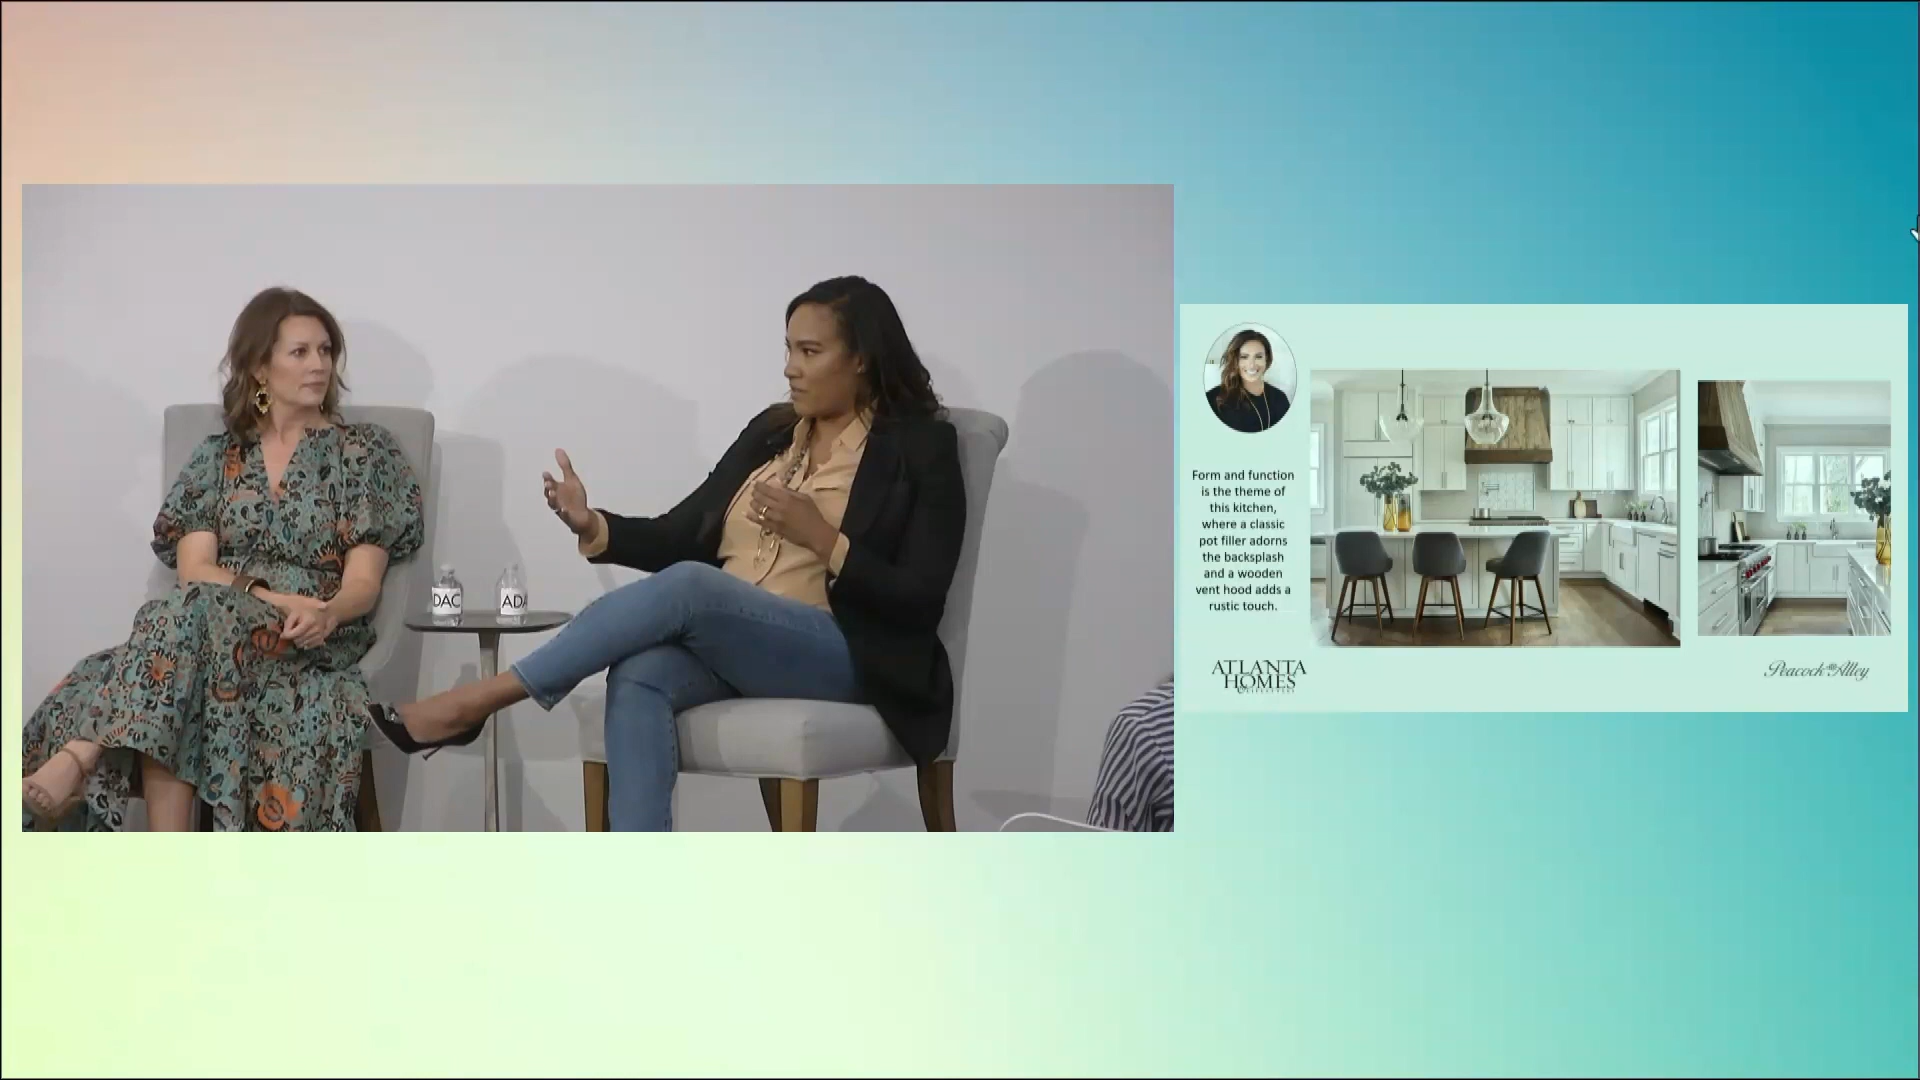 DAC
ADA
Form and function
is the theme of
this kitchen,
where a classic
pot filler adorns
the backsplash
and a wooden
vent hood adds a
rustic touch.
ATLANTA
HOMES
& LIFESTYLES
Peacock Alley